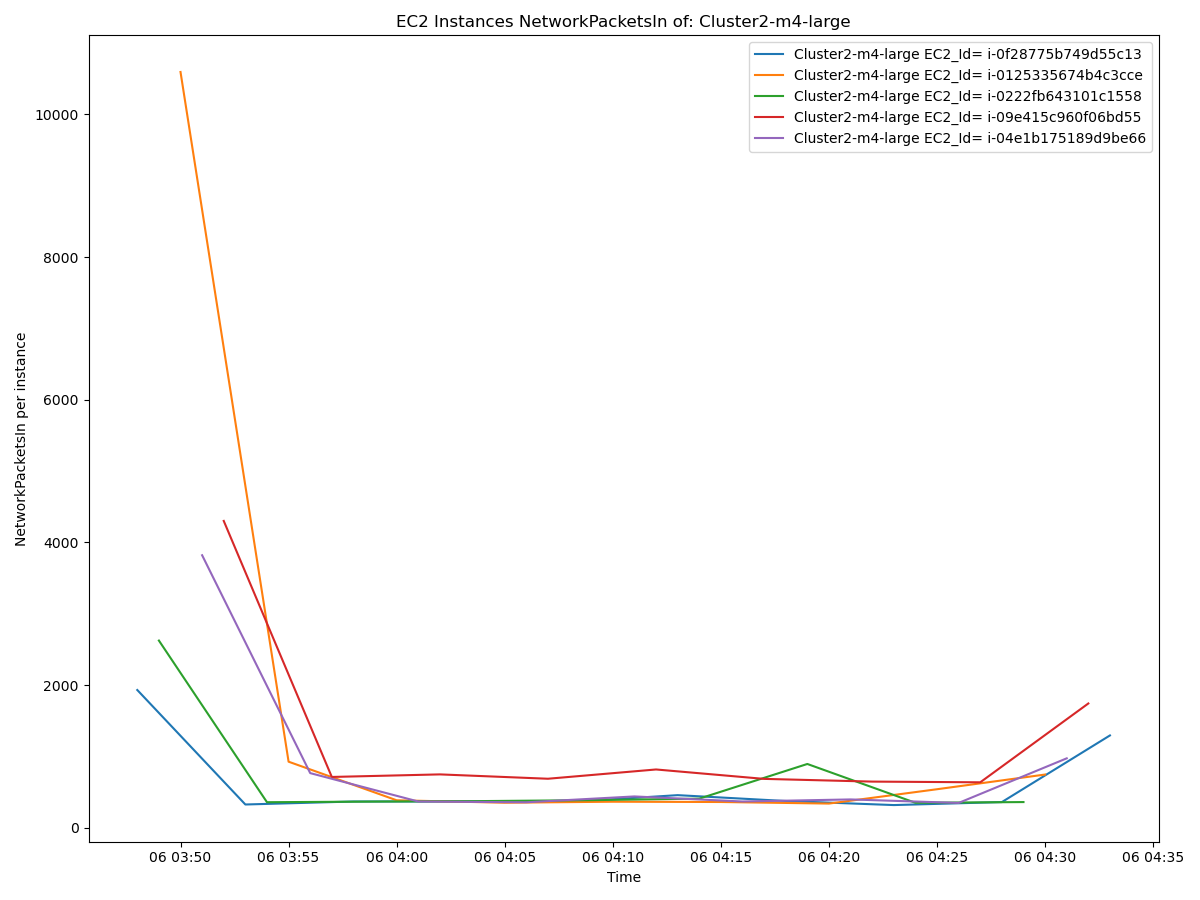 EC2 Instances NetworkPacketsIn of: Cluster2-m4-large
Cluster2-m4-large EC2_Id= i-0f28775b749d55c13
Cluster2-m4-large EC2_Id= i-0125335674b4c3cce
Cluster2-m4-large EC2_Id= i-0222fb643101c1558
Cluster2-m4-large EC2_Id= i-09e415c960f06bd55
Cluster2-m4-large EC2_Id= i-04e1b175189d9be66
NetworkPacketsIn per instance
10000
8000
6000
4000
2000
0
06 03:50 06 03:55 06 04:00 06 04:05 06 04:10 06 04:15 06 04:20 06 04:25 06 04:30 06 04:35
Time